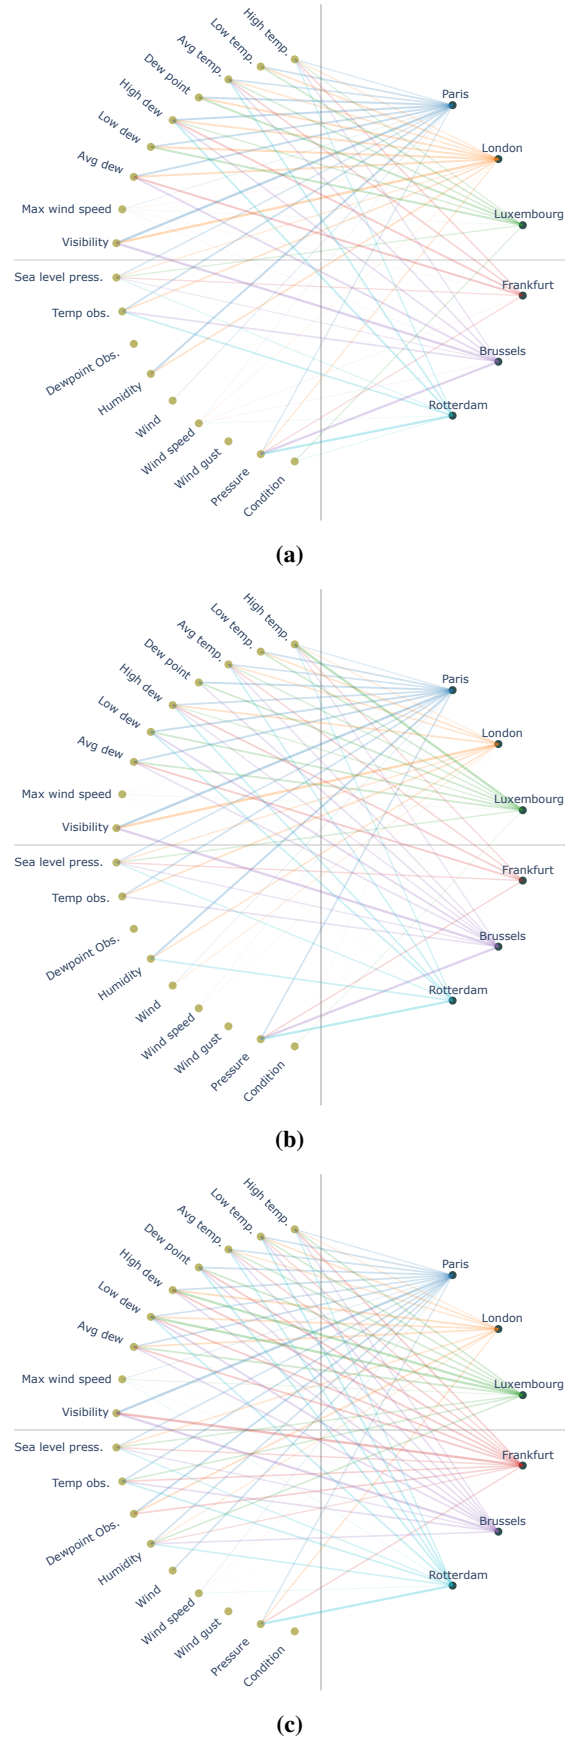 High temp.
Low temp.
Avg temp.
Dew point
High dew
Low dew
Avg dew
Max wind speed
Visibility
Sea level press.
Temp obs.
Dewpoint Obs.
Humidity
Wind
Wind speed
Wind gust
Pressure
Condition
Paris
London
Luxembourg
Frankfurt
Brussels
Rotterdam
(a)
High temp.
Low temp.
Avg temp.
Dew point
High dew
Low dew
Avg dew
Max wind speed
Visibility
Sea level press.
Temp obs.
Dewpoint Obs.
Humidity
Wind
Wind speed
Wind gust
Pressure
Condition
Paris
London
Luxembourg
Frankfurt
Brussels
Rotterdam
(b)
High temp.
Low temp.
Avg temp.
Dew point
High dew
Low dew
Avg dew
Max wind speed
Visibility
Sea level press.
Temp obs.
Dewpoint Obs.
Humidity
Wind
Wind speed
Wind gust
Pressure
Condition
Paris
London
Luxembourg
Frankfurt
Brussels
Rotterdam
(c)